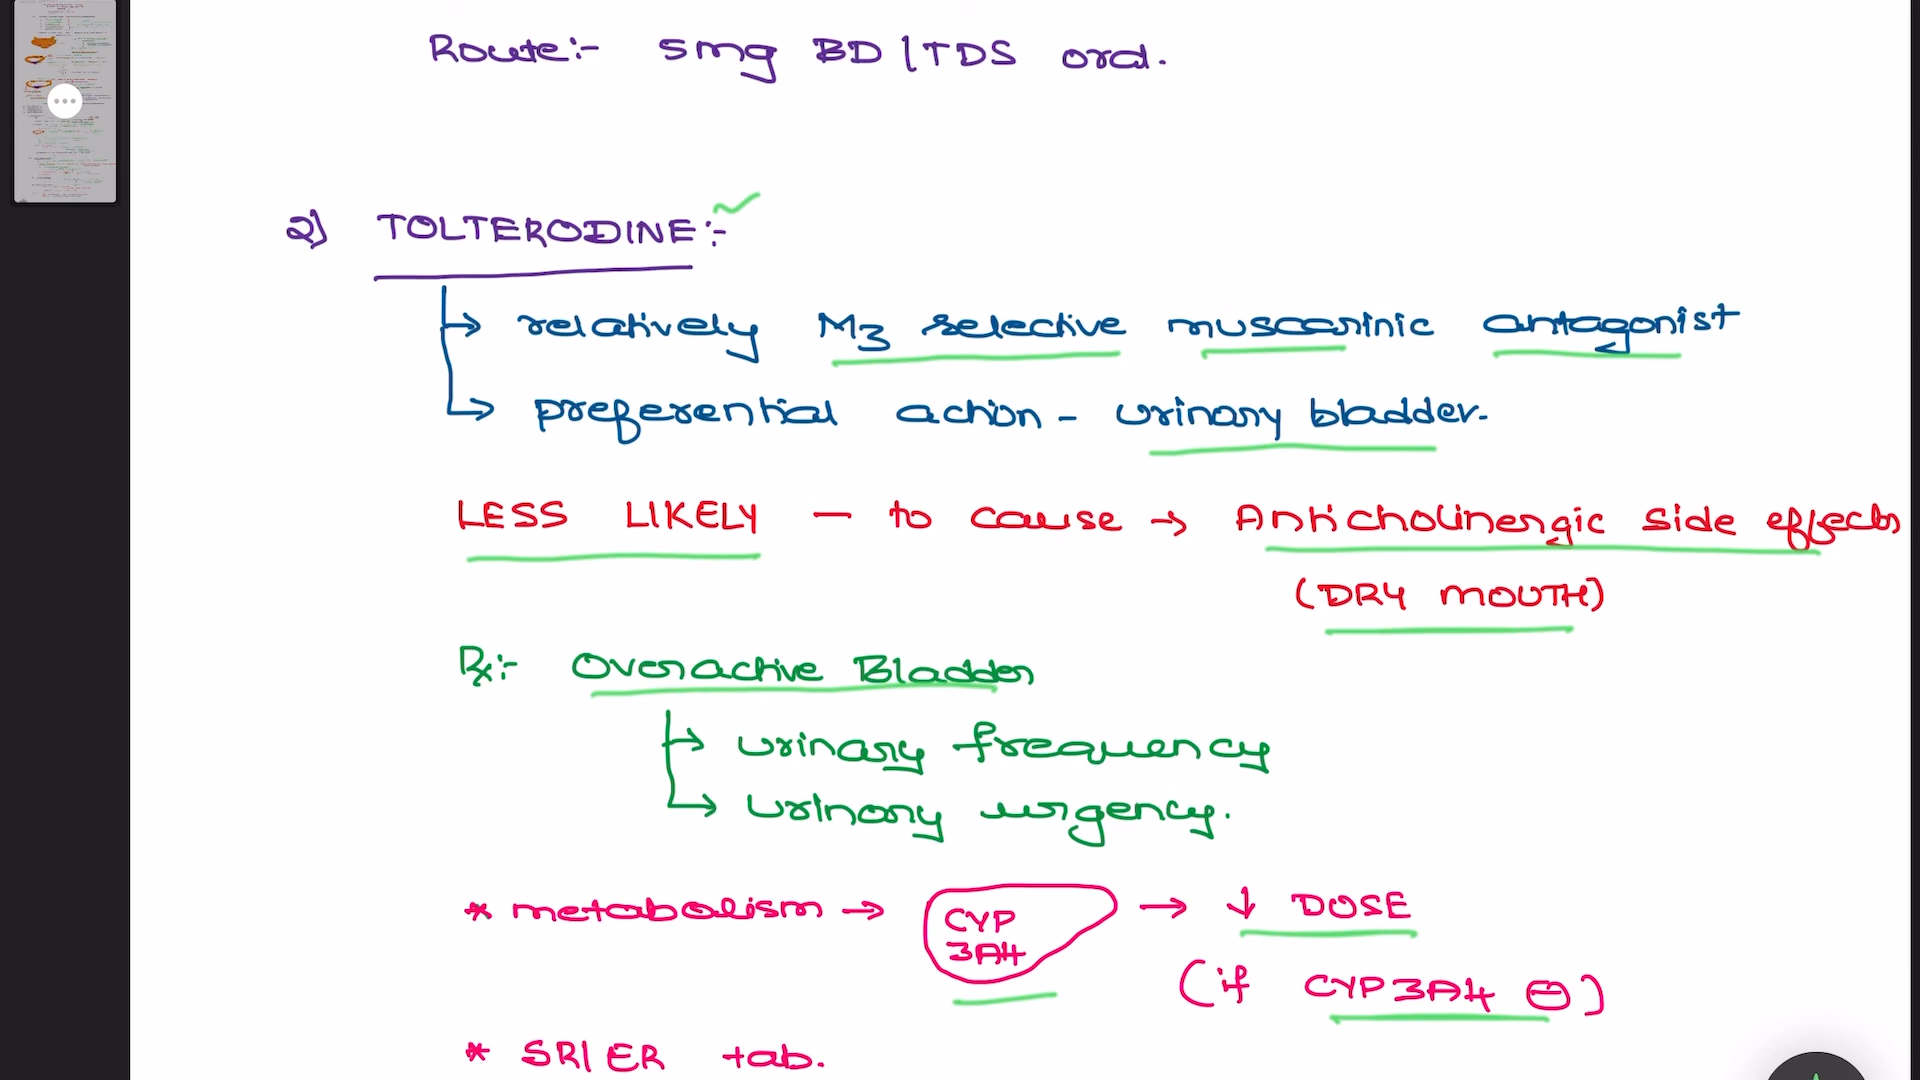 Route:- 5mg BD/TDS oral.
2) TOLTERODINE:-
→ relatively M3 selective muscarinic antagonist
→ preferential action - urinary bladder.
LESS LIKELY - to cause → Anticholinergic side effects
(DRY MOUTH)
Rx:- Overactive Bladder
→ urinary frequency
→ urinary urgency.
* metabolism → CYP 3A4 → ↓ DOSE
(if CYP3A4 ⊖)
* SR/ER tab.